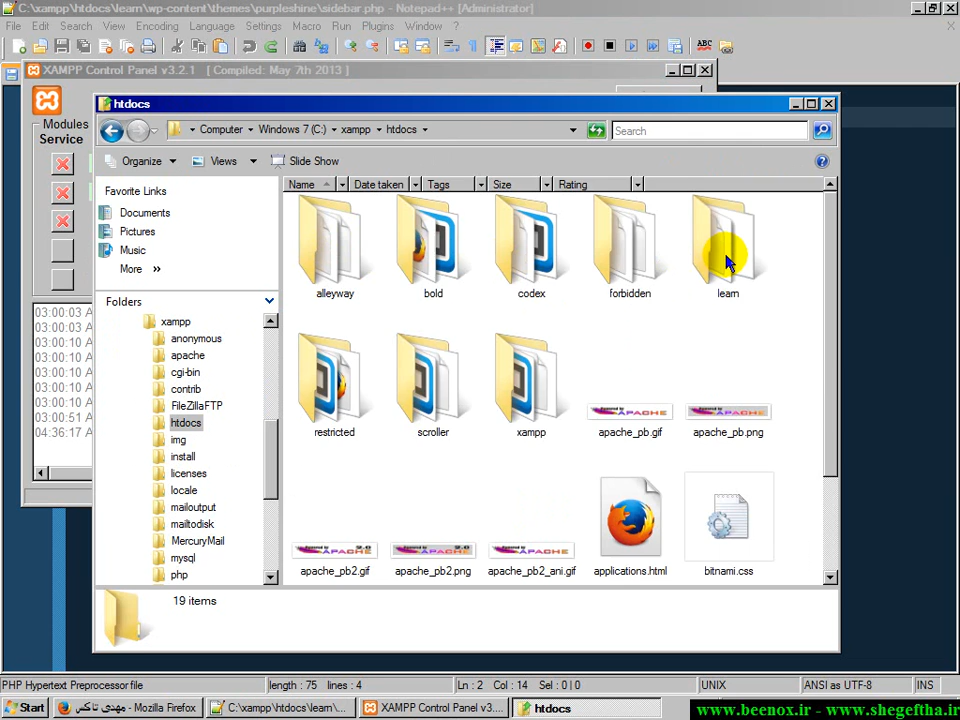 C:\xampp\htdocs\learn\wp-content\themes\purpleshine\sidebar.php - Notepad++ [Administrator]
File Edit Search View Encoding Language Settings Macro Run Plugins Window ?
XAMPP Control Panel v3.2.1 [ Compiled: May 7th 2013 ]
Modules
Service
htdocs
Computer Windows 7 (C:) xampp htdocs
Search
Organize Views Slide Show
Favorite Links
Documents
Pictures
Music
More »
Folders
xampp
anonymous
apache
cgi-bin
contrib
FileZillaFTP
htdocs
img
install
licenses
locale
mailoutput
mailtodisk
MercuryMail
mysql
php
Name Date taken Tags Size Rating
alleyway bold codex forbidden learn
restricted scroller xampp apache_pb.gif apache_pb.png
apache_pb2.gif apache_pb2.png apache_pb2_ani.gif applications.html bitnami.css
19 items
03:00:03 A
03:00:03 A
03:00:10 A
03:00:10 A
03:00:10 A
03:00:10 A
03:00:10 A
03:00:51 A
04:36:17 A
PHP Hypertext Preprocessor file length : 75 lines : 4 Ln : 2 Col : 14 Sel : 0 | 0 UNIX ANSI as UTF-8 INS
Start مهدی تاکس - Mozilla Firefox C:\xampp\htdocs\learn\... XAMPP Control Panel v3.... htdocs
www.beenox.ir - www.shegeftha.ir